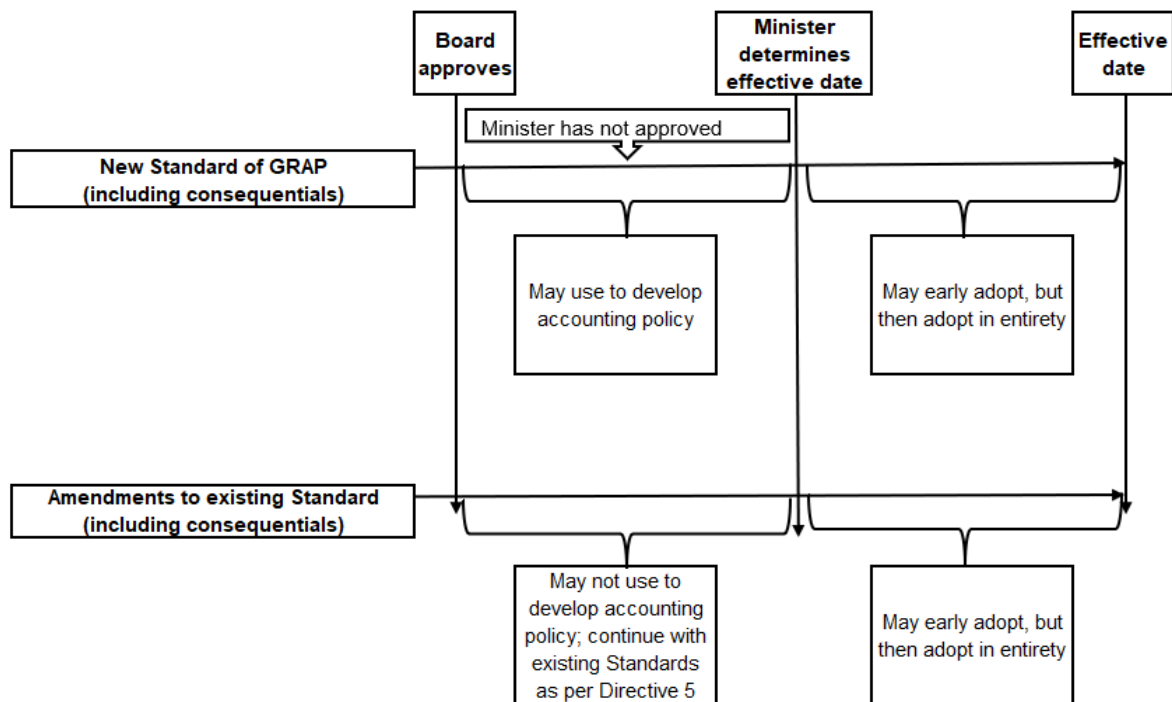 Board
approves
Minister
determines
effective date
Effective
date
Minister has not approved
New Standard of GRAP
(including consequentials)
May use to develop
accounting policy
May early adopt, but
then adopt in entirety
Amendments to existing Standard
(including consequentials)
May not use to
develop accounting
policy; continue with
existing Standards
as per Directive 5
May early adopt, but
then adopt in entirety